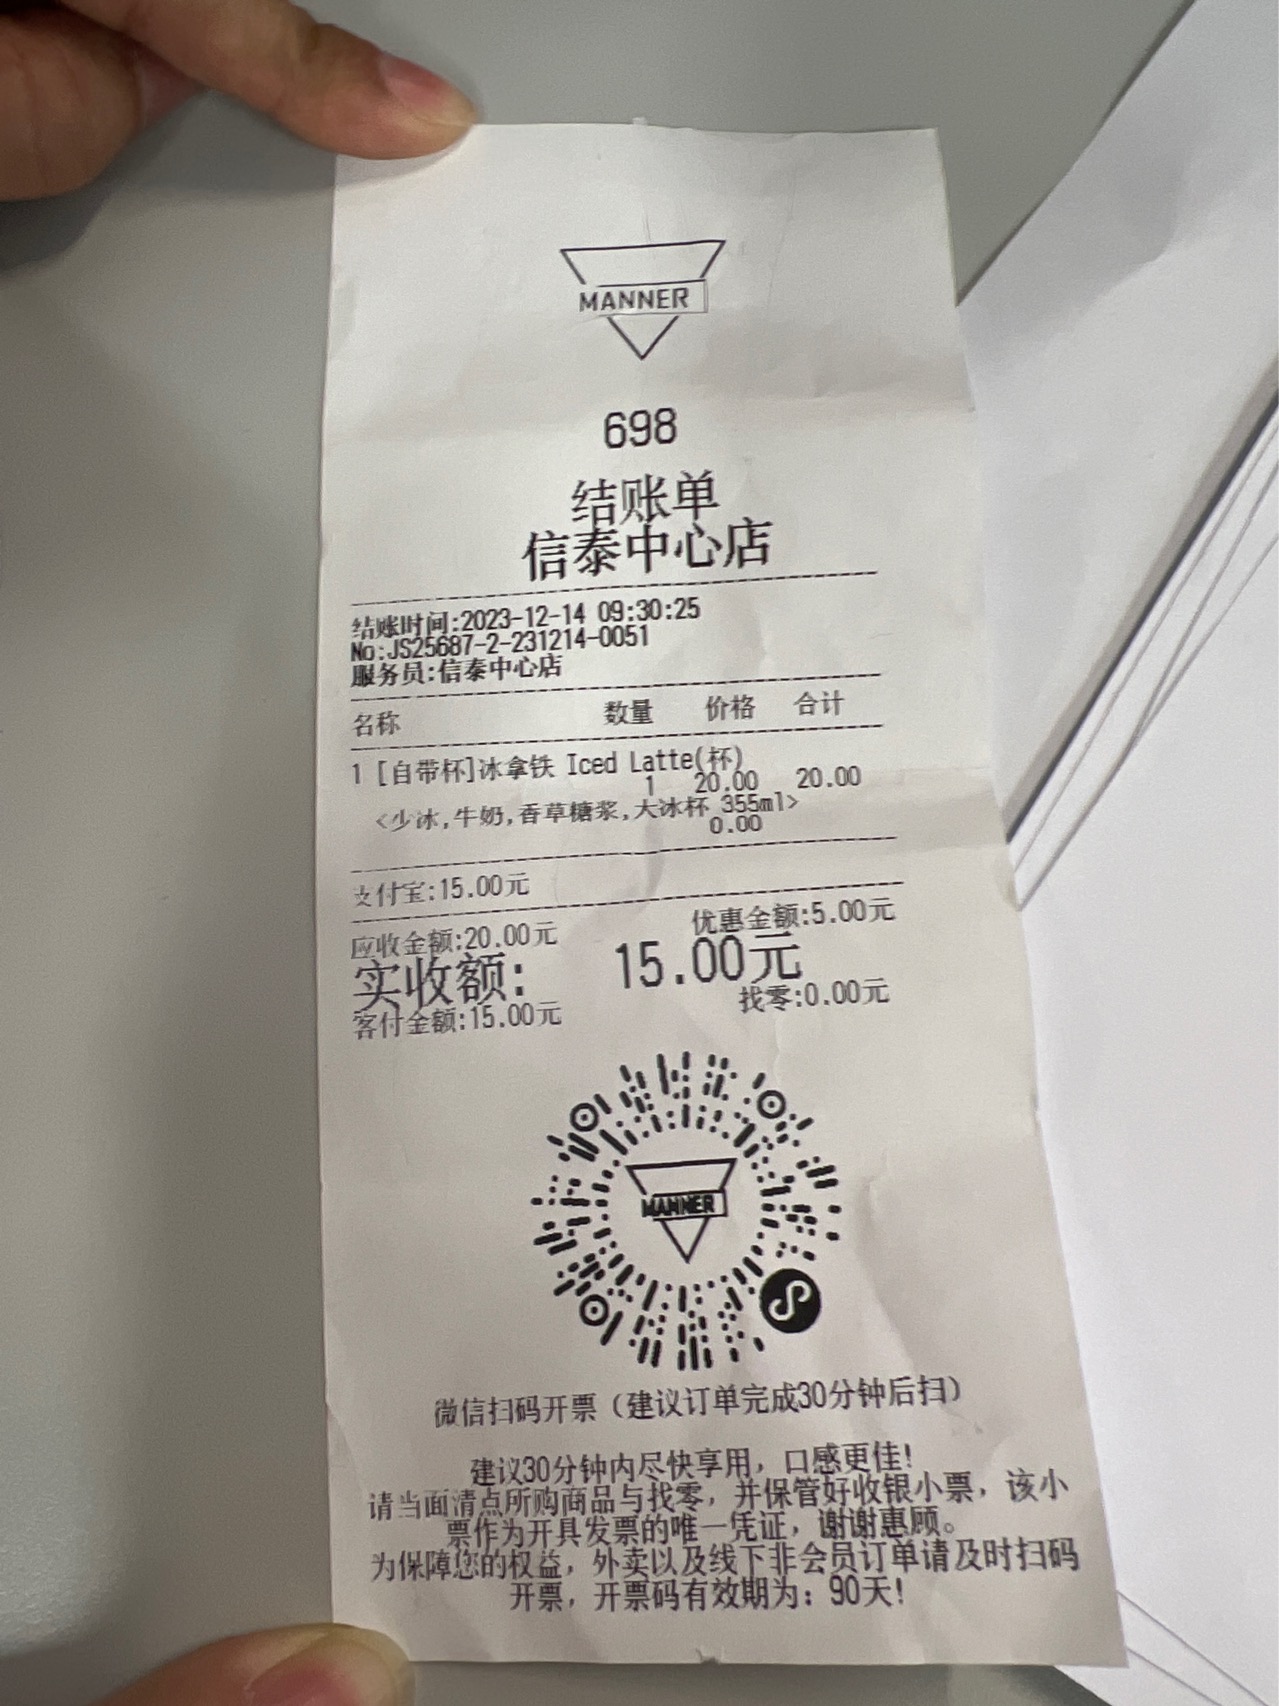 MANNER
698
结账单
信泰中心店
结账时间:2023-12-14 09:30:25
No:JS25687-2-231214-0051
服务员:信泰中心店
名称 数量 价格 合计
1 [自带杯]冰拿铁 Iced Latte(杯)
1 20.00 20.00
<少冰,牛奶,香草糖浆,大冰杯 355ml>
0.00
支付宝:15.00元
应收金额:20.00元 优惠金额:5.00元
实收额: 15.00元
客付金额:15.00元 找零:0.00元
MANNER
微信扫码开票（建议订单完成30分钟后扫）
建议30分钟内尽快享用，口感更佳!
请当面清点所购商品与找零，并保管好收银小票，该小
票作为开具发票的唯一凭证，谢谢惠顾。
为保障您的权益，外卖以及线下非会员订单请及时扫码
开票，开票码有效期为：90天!